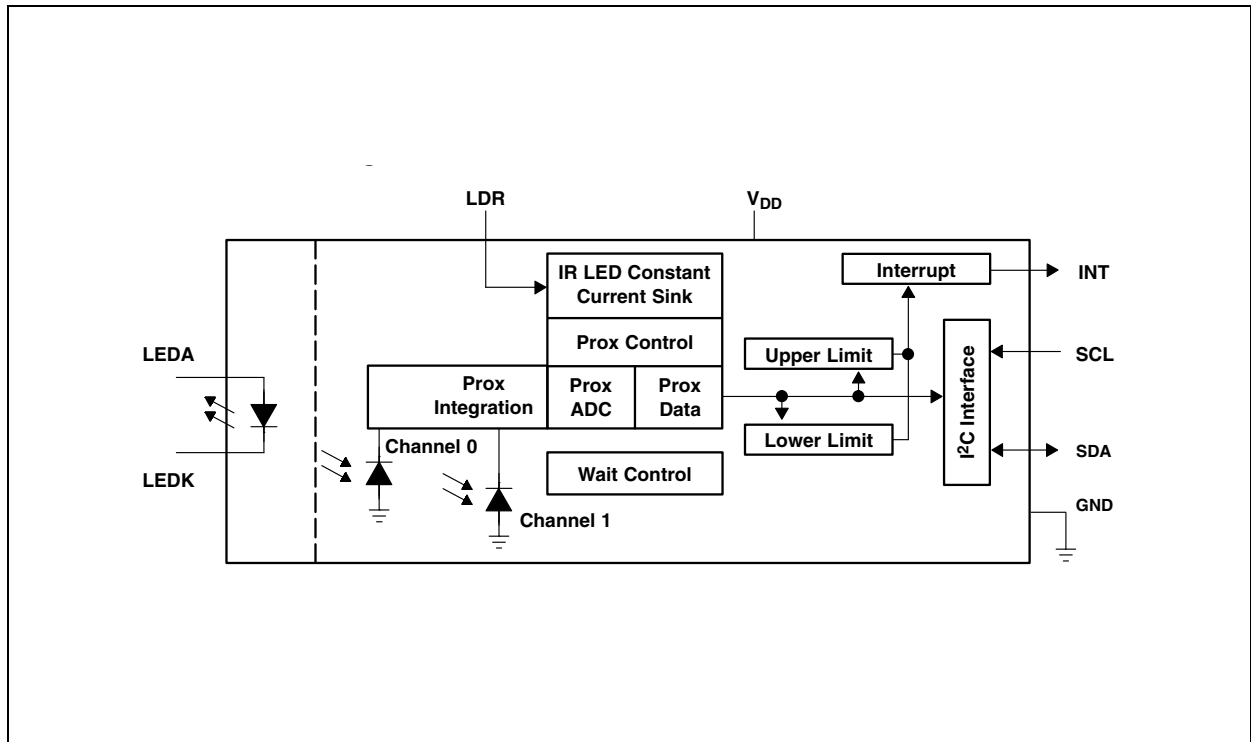 LDR
V_DD
IR LED Constant
Current Sink
Interrupt
INT
Prox Control
LEDA
Upper Limit
SCL
Prox
Integration
Prox
ADC
Prox
Data
I²C Interface
Channel 0
Lower Limit
LEDK
Wait Control
SDA
Channel 1
GND